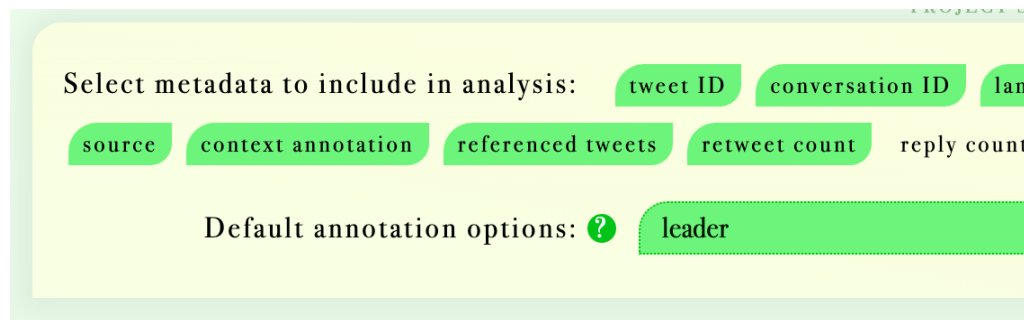 Select metadata to include in analysis: tweet ID conversation ID
source context annotation referenced tweets retweet count reply count
Default annotation options: ? leader